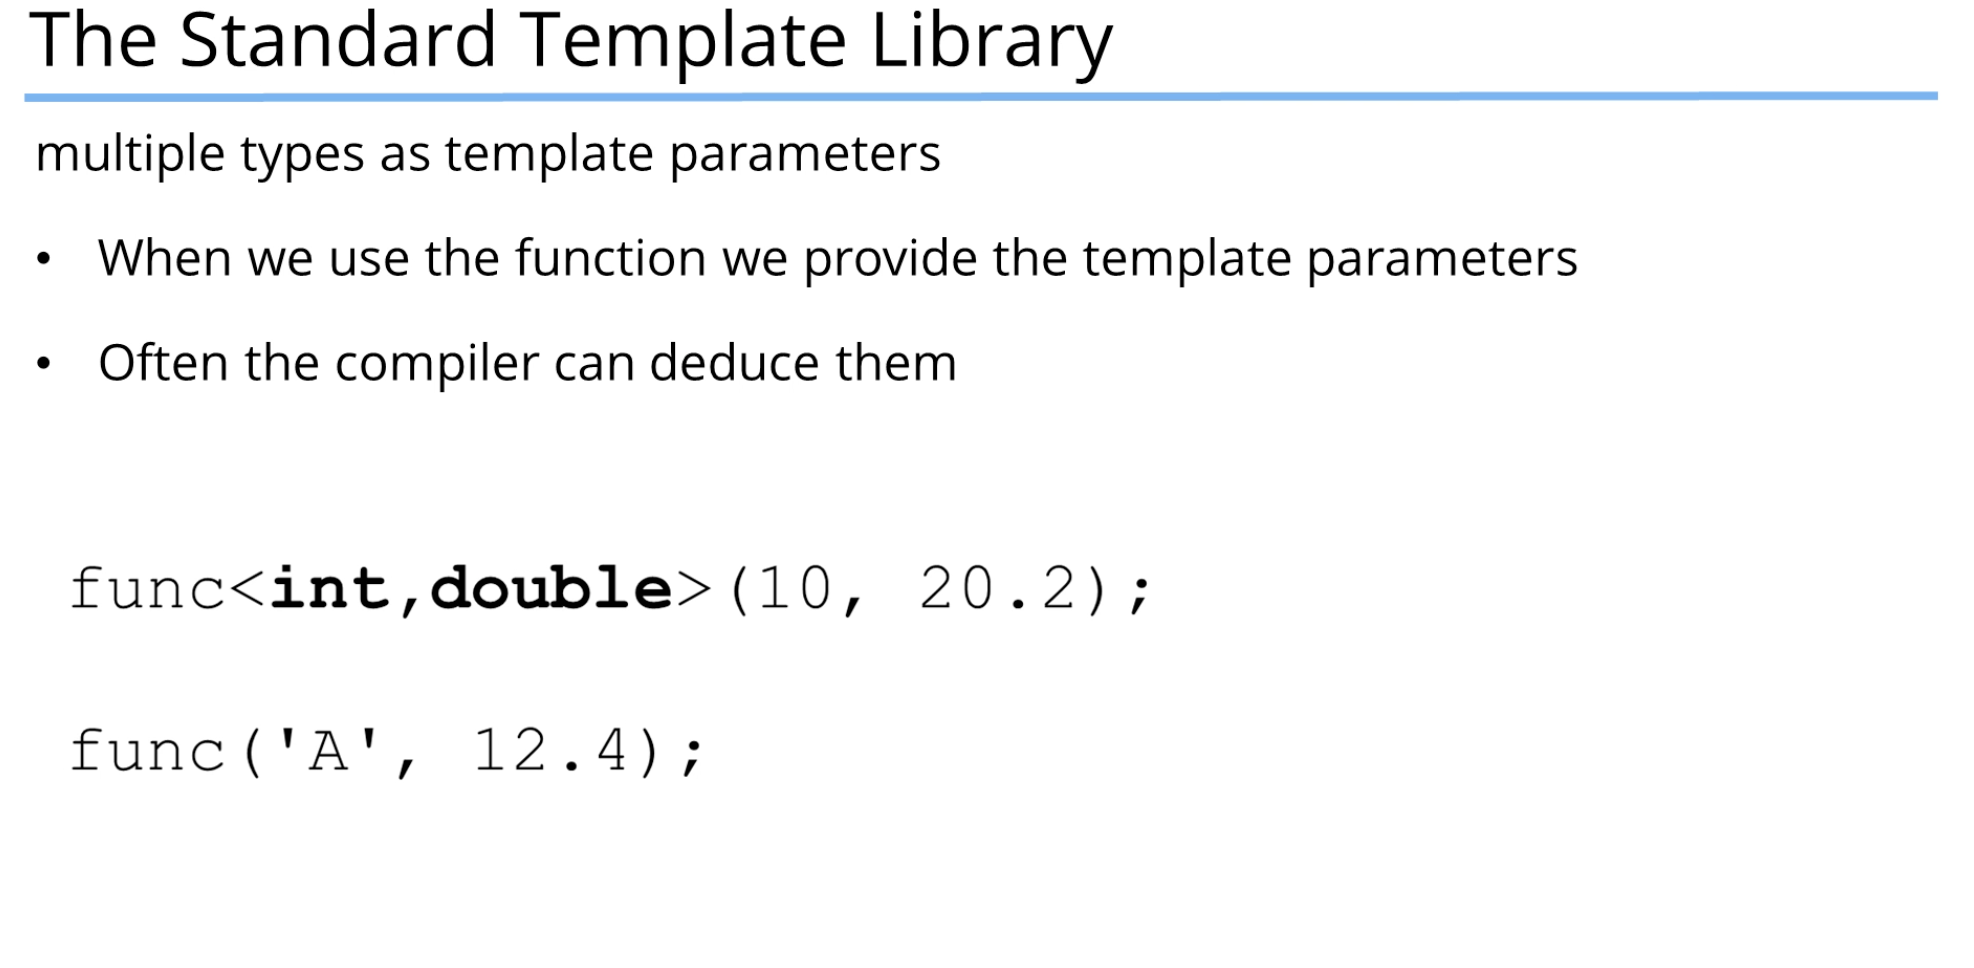 The Standard Template Library
multiple types as template parameters
• When we use the function we provide the template parameters
• Often the compiler can deduce them
func<int,double>(10, 20.2);
func('A', 12.4);